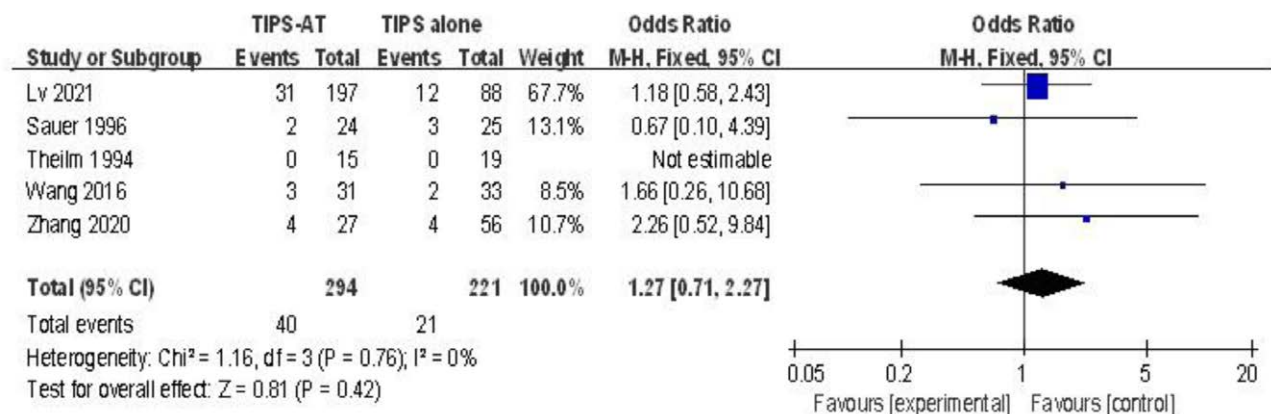 TIPS-AT TIPS alone Odds Ratio Odds Ratio
Study or Subgroup Events Total Events Total Weight M-H, Fixed, 95% CI M-H, Fixed, 95% CI
Lv 2021 31 197 12 88 67.7% 1.18 [0.58, 2.43]
Sauer 1996 2 24 3 25 13.1% 0.67 [0.10, 4.39]
Theilm 1994 0 15 0 19 Not estimable
Wang 2016 3 31 2 33 8.5% 1.66 [0.26, 10.68]
Zhang 2020 4 27 4 56 10.7% 2.26 [0.52, 9.84]
Total (95% CI) 294 221 100.0% 1.27 [0.71, 2.27]
Total events 40 21
Heterogeneity: Chi² = 1.16, df = 3 (P = 0.76); I² = 0%
Test for overall effect: Z = 0.81 (P = 0.42)
0.05 0.2 1 5 20
Favours [experimental] Favours [control]